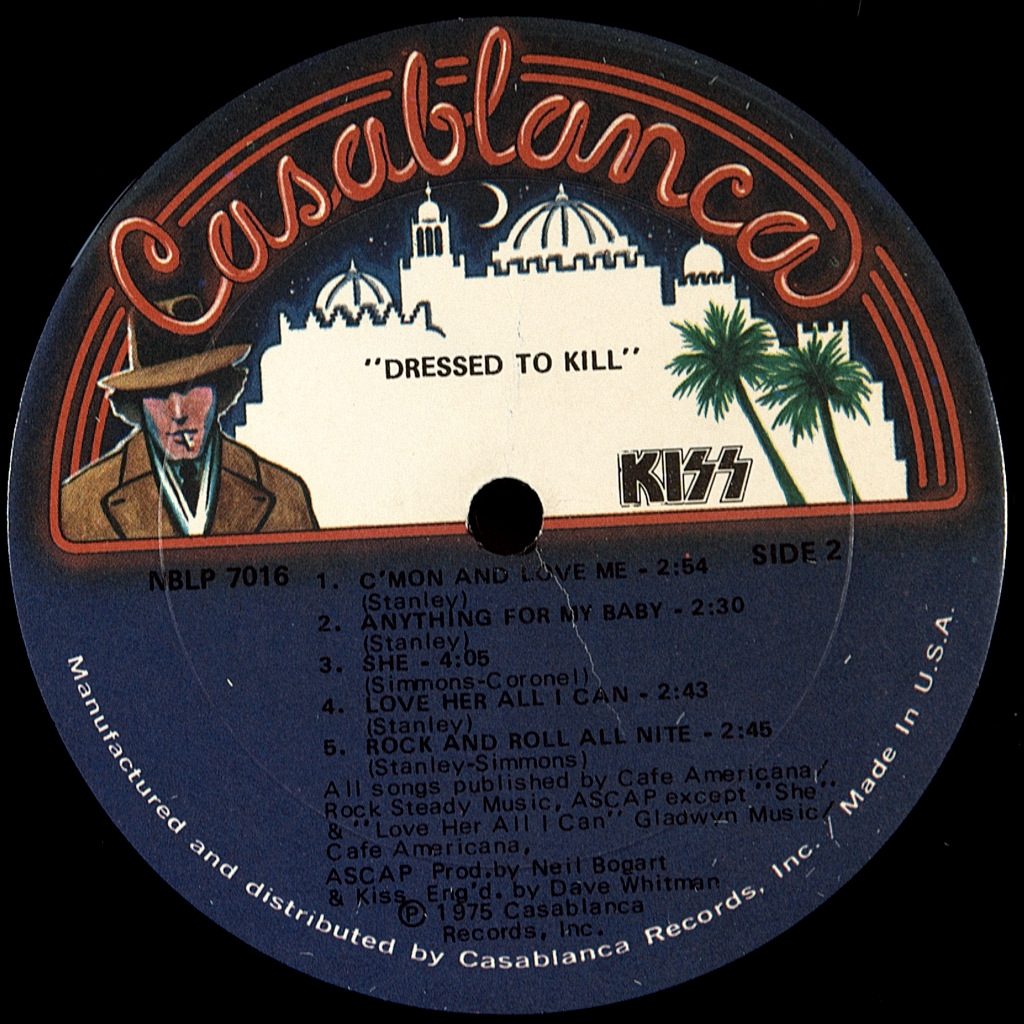 Casablanca
"DRESSED TO KILL"
KISS
NBLP 7016
SIDE 2
1. C'MON AND LOVE ME - 2:54
(Stanley)
2. ANYTHING FOR MY BABY - 2:30
(Stanley)
3. SHE - 4:05
(Simmons-Coronel)
4. LOVE HER ALL I CAN - 2:43
(Stanley)
5. ROCK AND ROLL ALL NITE - 2:45
(Stanley-Simmons)
All songs published by Cafe Americana/
Rock Steady Music, ASCAP except "She".
& "Love Her All I Can" Gladwyn Music/
Cafe Americana,
ASCAP Prod.by Neil Bogart
& Kiss Eng'd. by Dave Whitman
Ⓟ 1975 Casablanca
Records, Inc.
Manufactured and distributed by Casablanca Records, Inc. / Made In U.S.A.